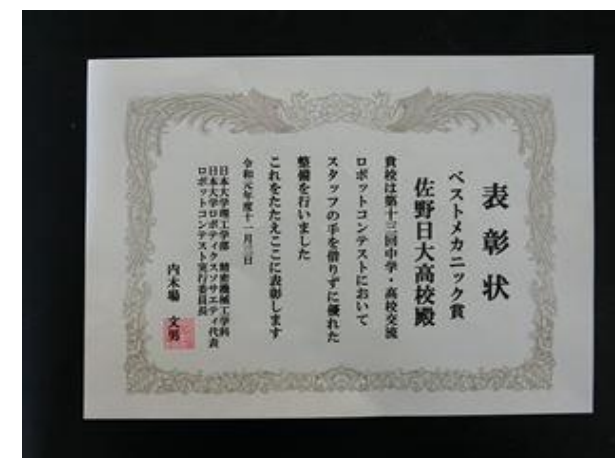 表彰状
ベストメカニック賞
佐野日大高校殿
貴校は第十三回中学・高校交流
ロボットコンテストにおいて
スタッフの手を借りずに優れた
整備を行いました
これをたたえここに表彰します
令和元年度十一月三日
日本大学理工学部 精密機械工学科
日本大学ロボティクスソサエティ代表
ロボットコンテスト実行委員長
内木場 文男